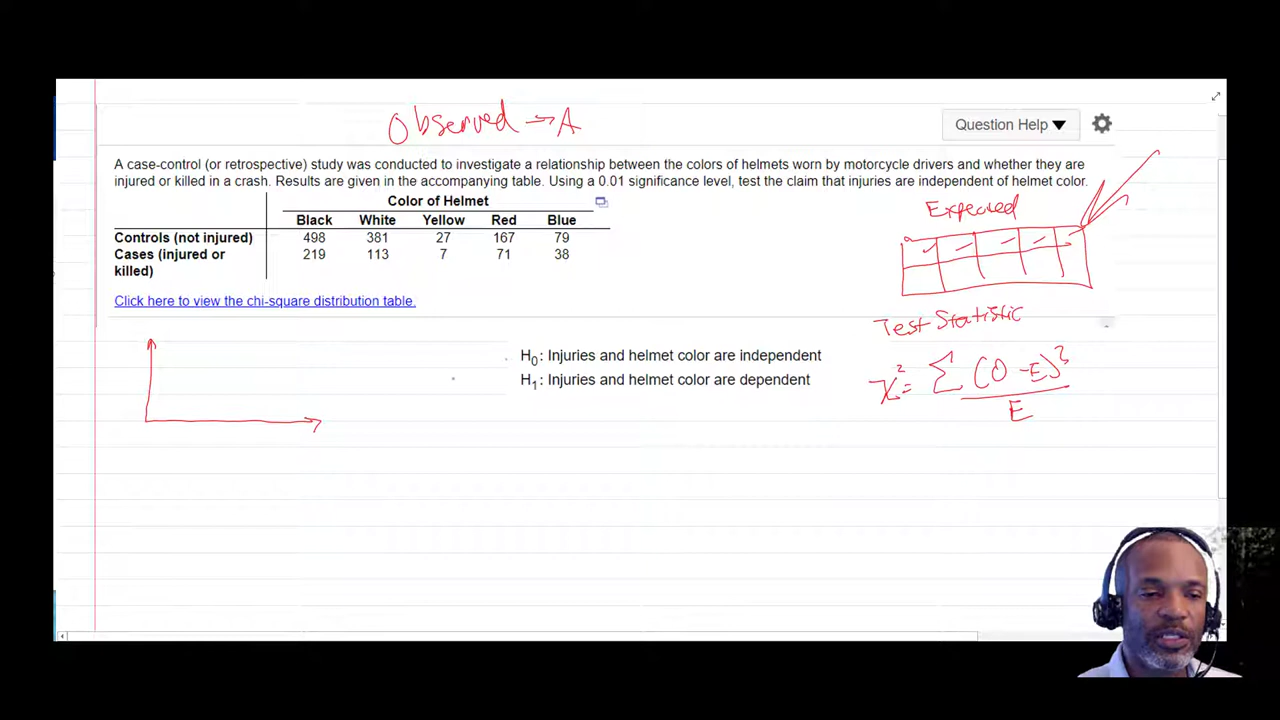 Observed → A
Question Help ▼
A case-control (or retrospective) study was conducted to investigate a relationship between the colors of helmets worn by motorcycle drivers and whether they are
injured or killed in a crash. Results are given in the accompanying table. Using a 0.01 significance level, test the claim that injuries are independent of helmet color.
Color of Helmet
Black White Yellow Red Blue
Controls (not injured) 498 381 27 167 79
Cases (injured or killed) 219 113 7 71 38
Click here to view the chi-square distribution table.
Expected
Test Statistic
H₀: Injuries and helmet color are independent
H₁: Injuries and helmet color are dependent
χ² = Σ (O - E)²
E